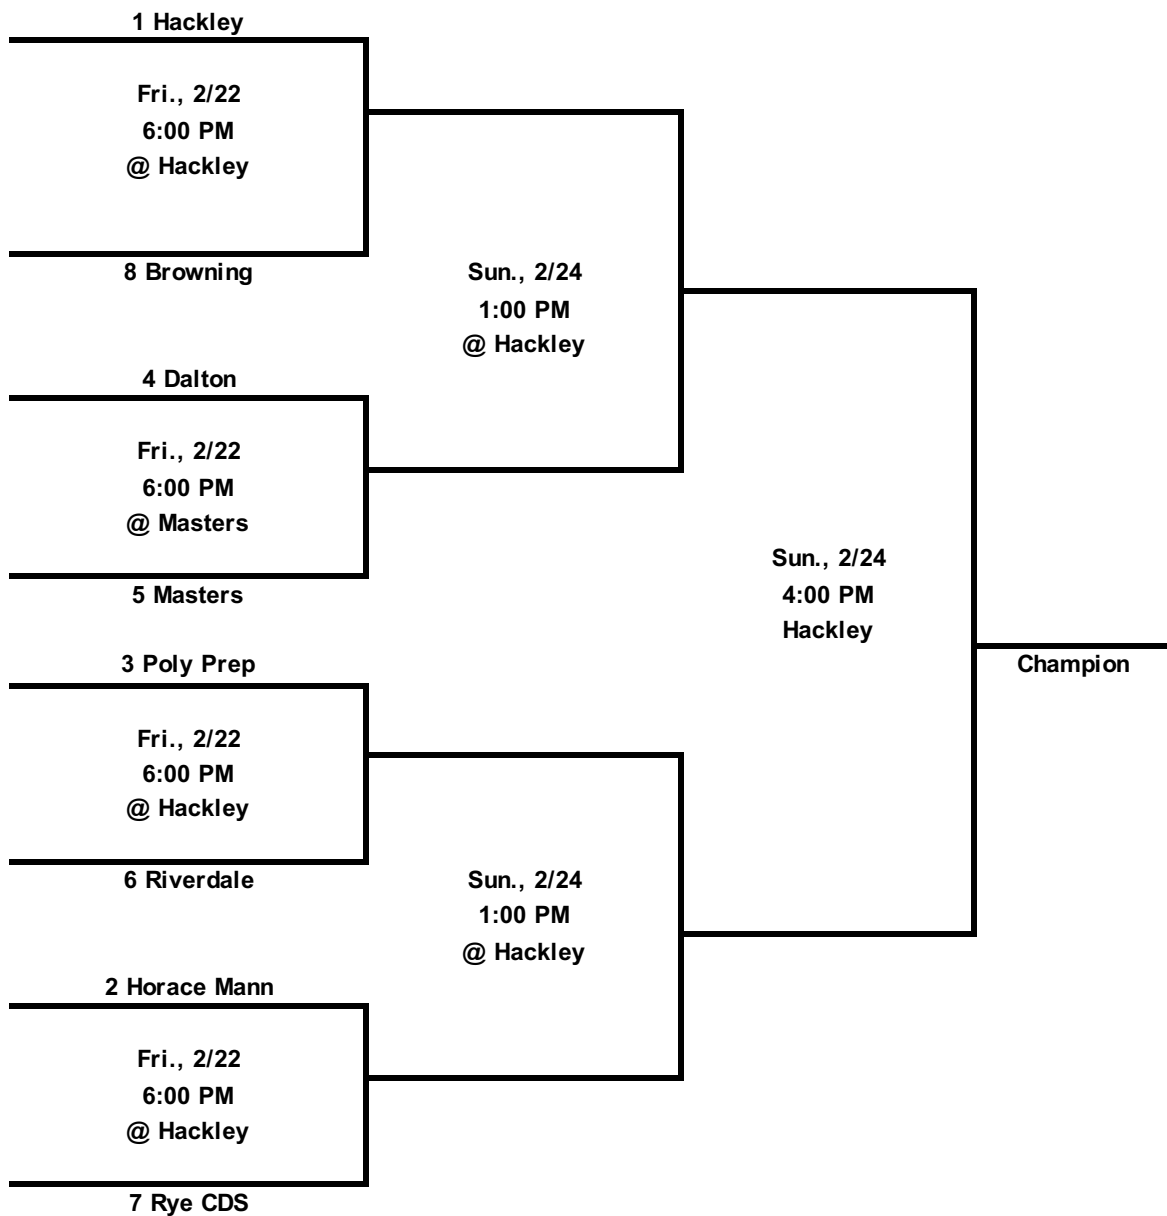 1 Hackley
Fri., 2/22
6:00 PM
@ Hackley
8 Browning
4 Dalton
Fri., 2/22
6:00 PM
@ Masters
5 Masters
3 Poly Prep
Fri., 2/22
6:00 PM
@ Hackley
6 Riverdale
2 Horace Mann
Fri., 2/22
6:00 PM
@ Hackley
7 Rye CDS
Sun., 2/24
1:00 PM
@ Hackley
Sun., 2/24
1:00 PM
@ Hackley
Sun., 2/24
4:00 PM
Hackley
Champion